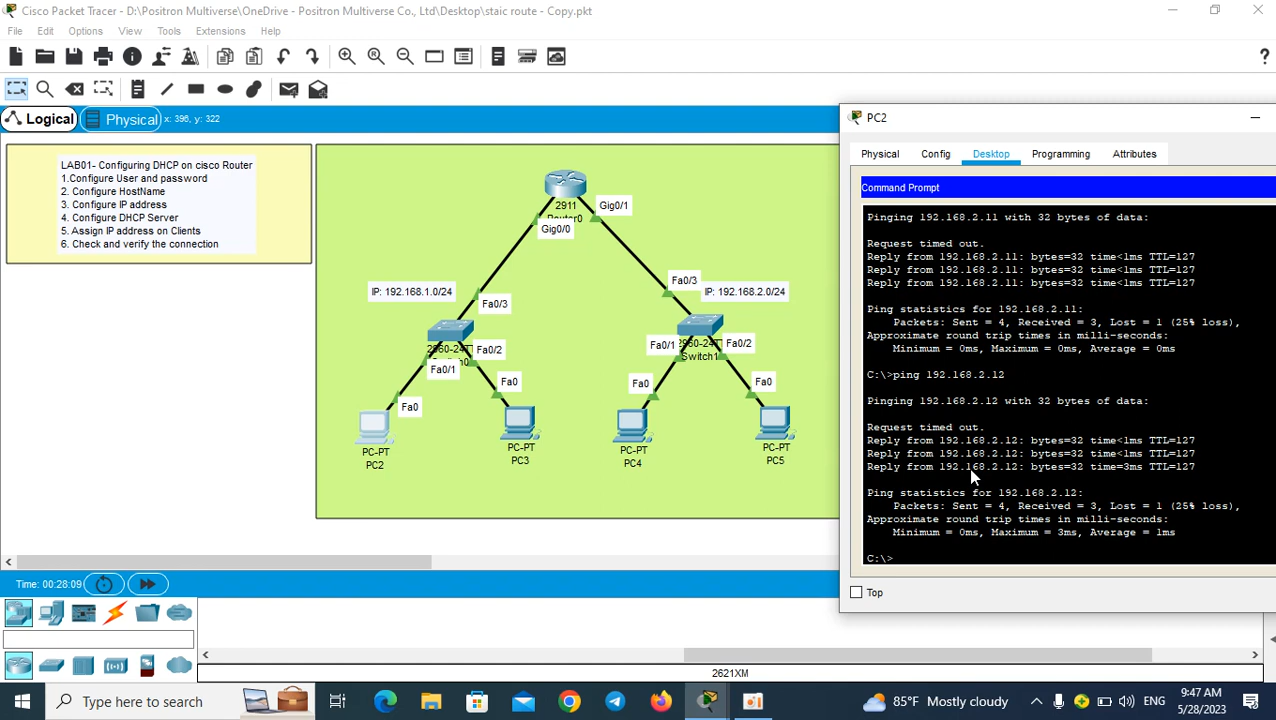 Cisco Packet Tracer - D:\Positron Multiverse\OneDrive - Positron Multiverse Co., Ltd\Desktop\staic route - Copy.pkt
File Edit Options View Tools Extensions Help
Logical Physical x: 396, y: 322
LAB01- Configuring DHCP on cisco Router
1.Configure User and password
2. Configure HostName
3. Configure IP address
4. Configure DHCP Server
5. Assign IP address on Clients
6. Check and verify the connection
2911
Router0
Gig0/1
Gig0/0
IP: 192.168.1.0/24
Fa0/3
Fa0/3
IP: 192.168.2.0/24
2960-24TT
Switch0
Fa0/2
Fa0/1
Fa0
Fa0
PC-PT
PC2
PC-PT
PC3
2960-24TT
Switch1
Fa0/1
Fa0/2
Fa0
Fa0
PC-PT
PC4
PC-PT
PC5
PC2
Physical Config Desktop Programming Attributes
Command Prompt
Pinging 192.168.2.11 with 32 bytes of data:
Request timed out.
Reply from 192.168.2.11: bytes=32 time<1ms TTL=127
Reply from 192.168.2.11: bytes=32 time<1ms TTL=127
Reply from 192.168.2.11: bytes=32 time<1ms TTL=127
Ping statistics for 192.168.2.11:
Packets: Sent = 4, Received = 3, Lost = 1 (25% loss),
Approximate round trip times in milli-seconds:
Minimum = 0ms, Maximum = 0ms, Average = 0ms
C:\>ping 192.168.2.12
Pinging 192.168.2.12 with 32 bytes of data:
Request timed out.
Reply from 192.168.2.12: bytes=32 time<1ms TTL=127
Reply from 192.168.2.12: bytes=32 time<1ms TTL=127
Reply from 192.168.2.12: bytes=32 time=3ms TTL=127
Ping statistics for 192.168.2.12:
Packets: Sent = 4, Received = 3, Lost = 1 (25% loss),
Approximate round trip times in milli-seconds:
Minimum = 0ms, Maximum = 3ms, Average = 1ms
C:\>
Top
Time: 00:28:09
2621XM
Type here to search
85°F Mostly cloudy
ENG
9:47 AM
5/28/2023